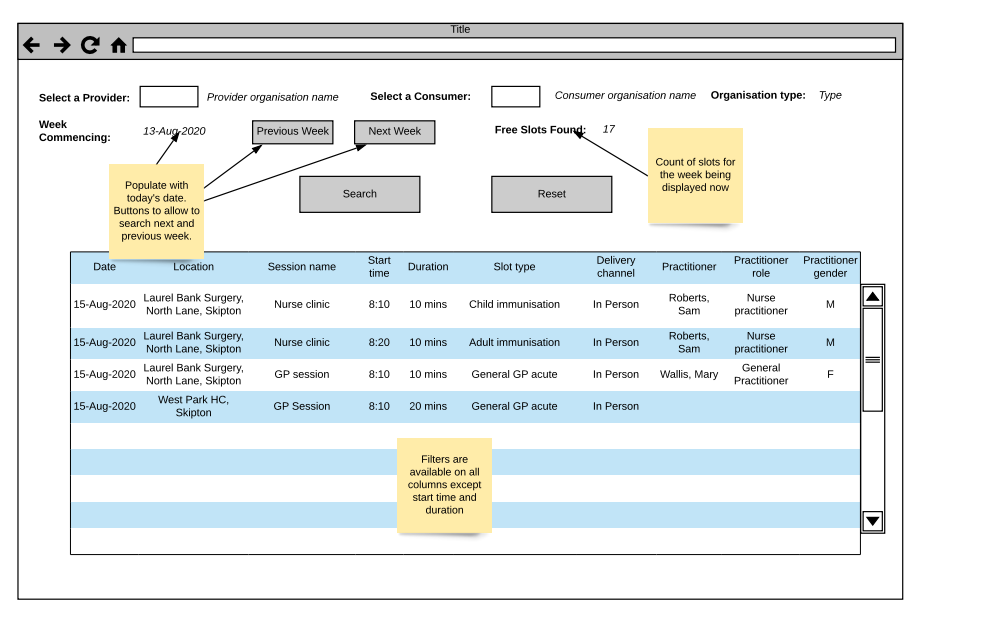 Title
Select a Provider: Provider organisation name Select a Consumer: Consumer organisation name Organisation type: Type
Week
Commencing: 13-Aug-2020 Previous Week Next Week Free Slots Found: 17
Populate with
today's date.
Buttons to allow to
search next and
previous week.
Search Reset
Count of slots for
the week being
displayed now
Date Location Session name Start time Duration Slot type Delivery channel Practitioner Practitioner role Practitioner gender
15-Aug-2020 Laurel Bank Surgery, North Lane, Skipton Nurse clinic 8:10 10 mins Child immunisation In Person Roberts, Sam Nurse practitioner M
15-Aug-2020 Laurel Bank Surgery, North Lane, Skipton Nurse clinic 8:20 10 mins Adult immunisation In Person Roberts, Sam Nurse practitioner M
15-Aug-2020 Laurel Bank Surgery, North Lane, Skipton GP session 8:10 10 mins General GP acute In Person Wallis, Mary General Practitioner F
15-Aug-2020 West Park HC, Skipton GP Session 8:10 20 mins General GP acute In Person
Filters are
available on all
columns except
start time and
duration